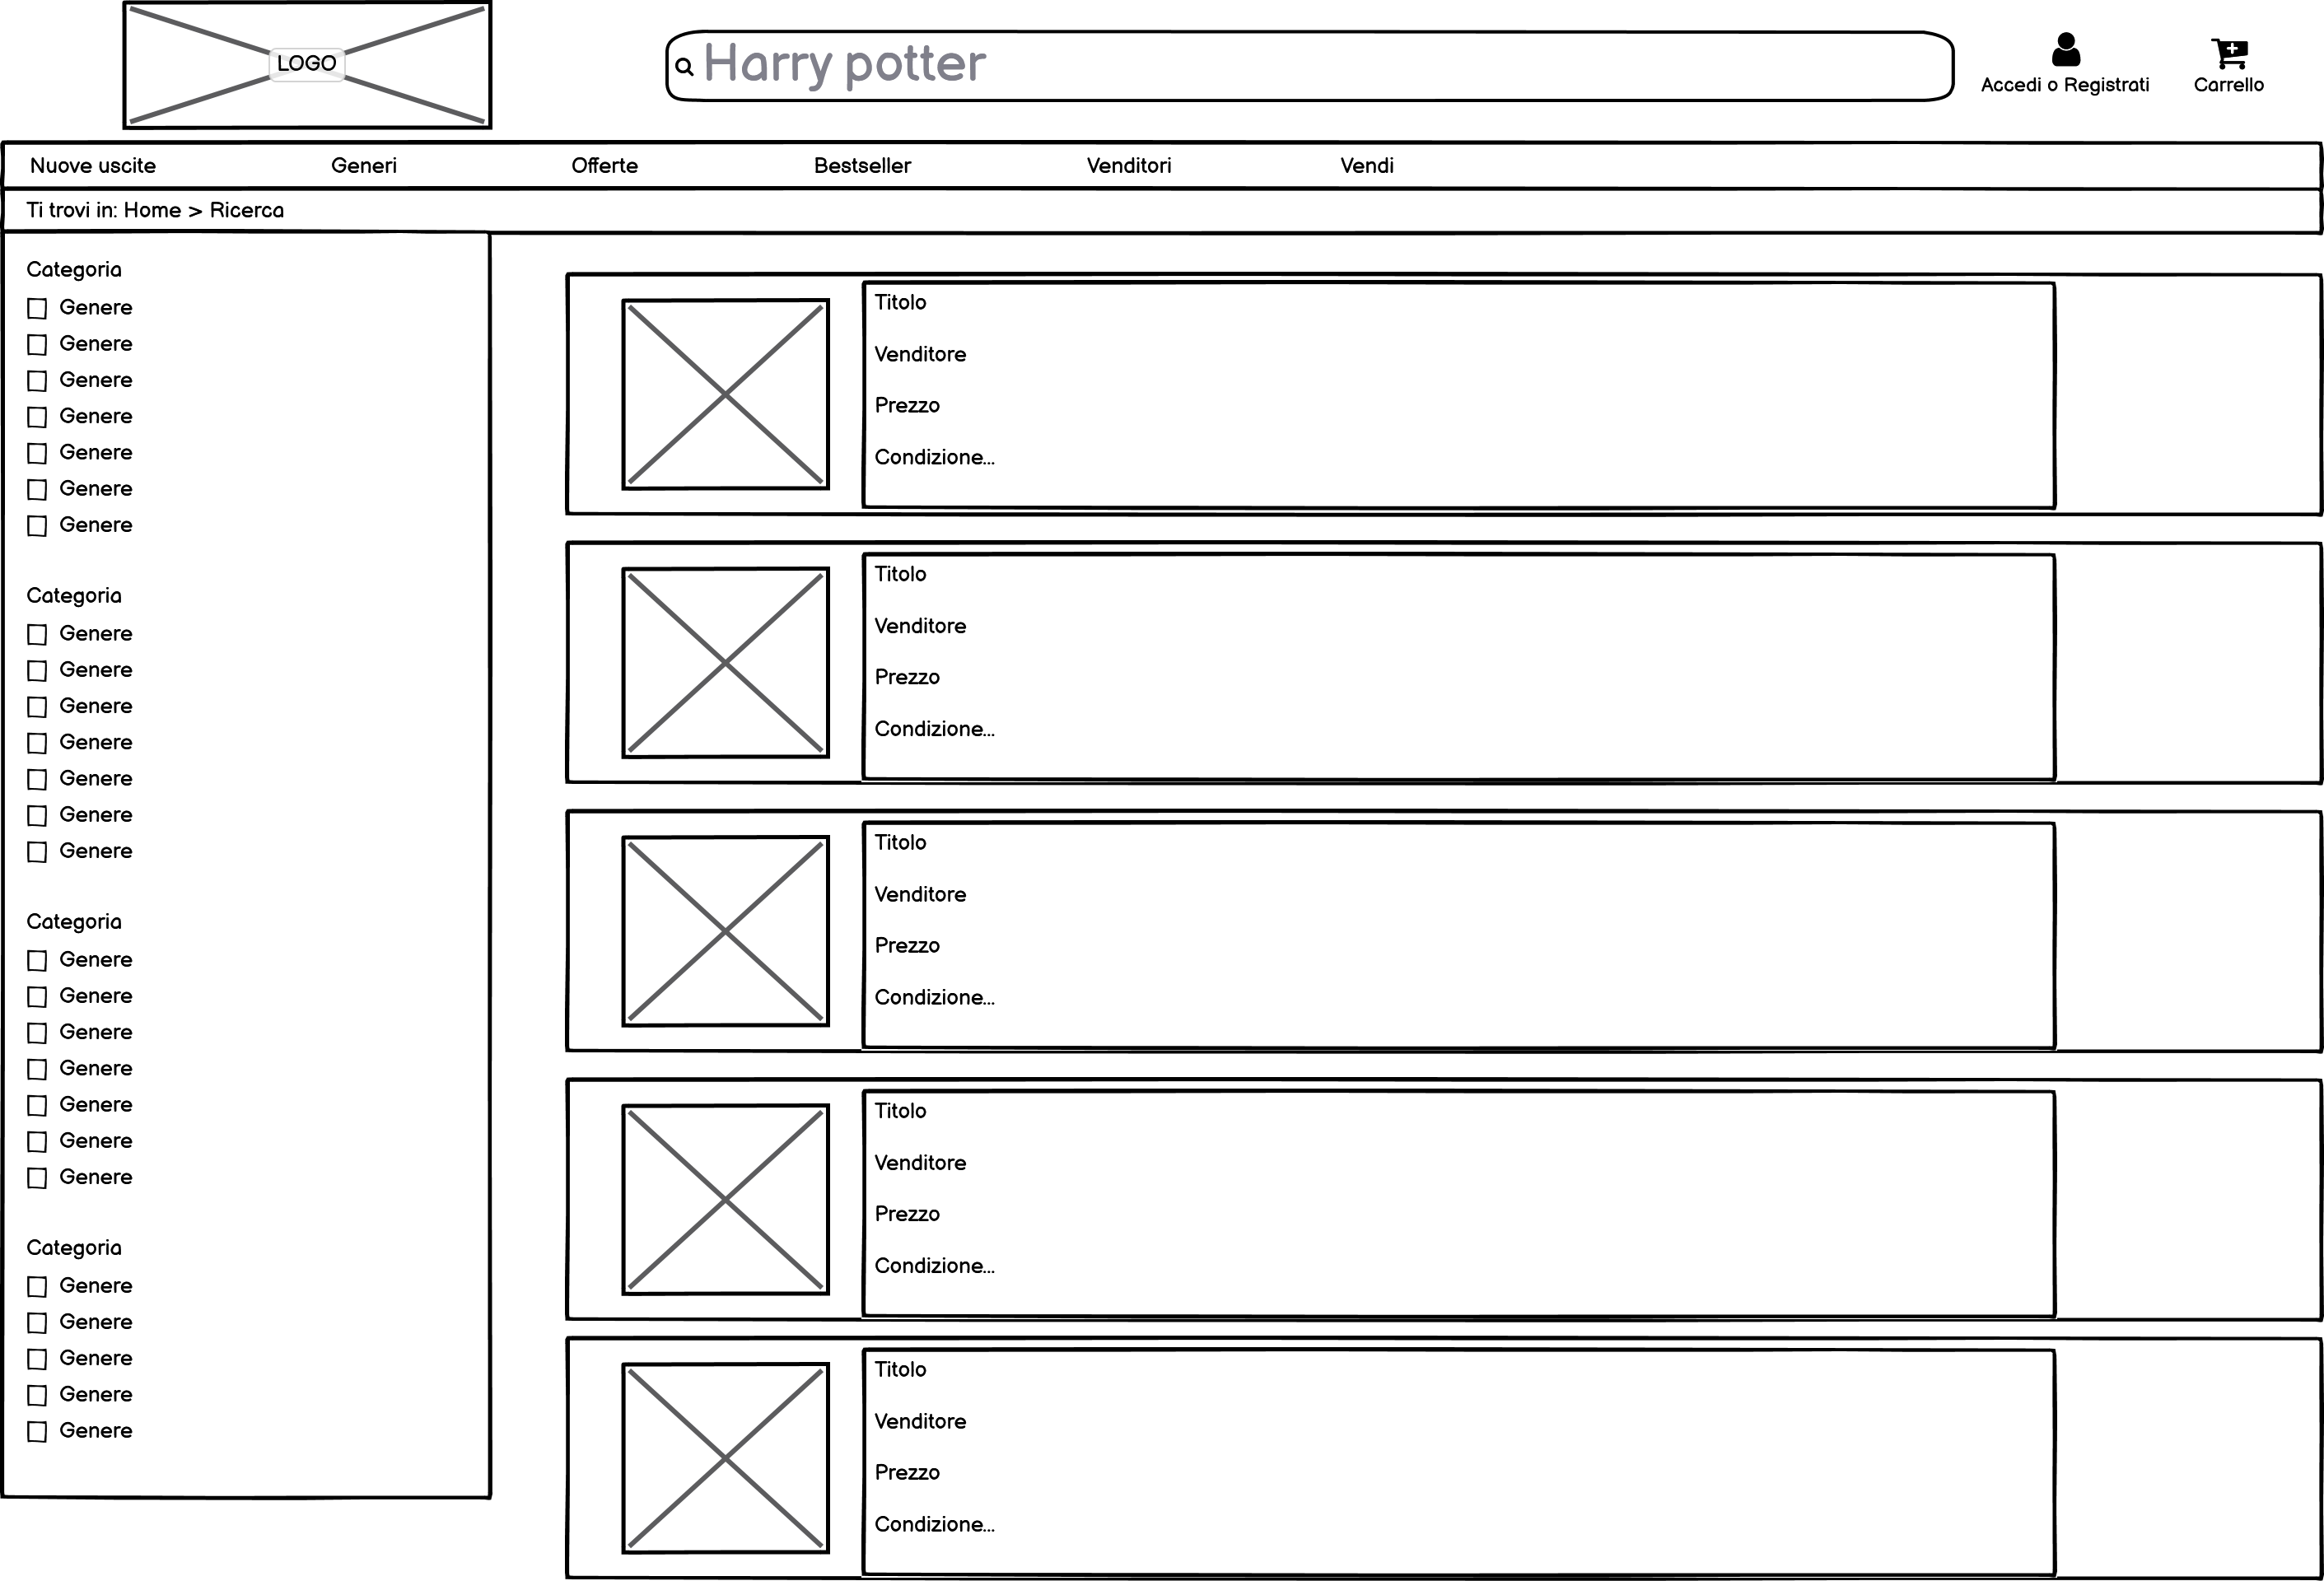 LOGO
Harry potter
Accedi o Registrati
Carrello
Nuove uscite
Generi
Offerte
Bestseller
Venditori
Vendi
Ti trovi in: Home > Ricerca
Categoria
Genere
Genere
Genere
Genere
Genere
Genere
Genere
Categoria
Genere
Genere
Genere
Genere
Genere
Genere
Genere
Categoria
Genere
Genere
Genere
Genere
Genere
Genere
Genere
Categoria
Genere
Genere
Genere
Genere
Genere
Titolo
Venditore
Prezzo
Condizione...
Titolo
Venditore
Prezzo
Condizione...
Titolo
Venditore
Prezzo
Condizione...
Titolo
Venditore
Prezzo
Condizione...
Titolo
Venditore
Prezzo
Condizione...